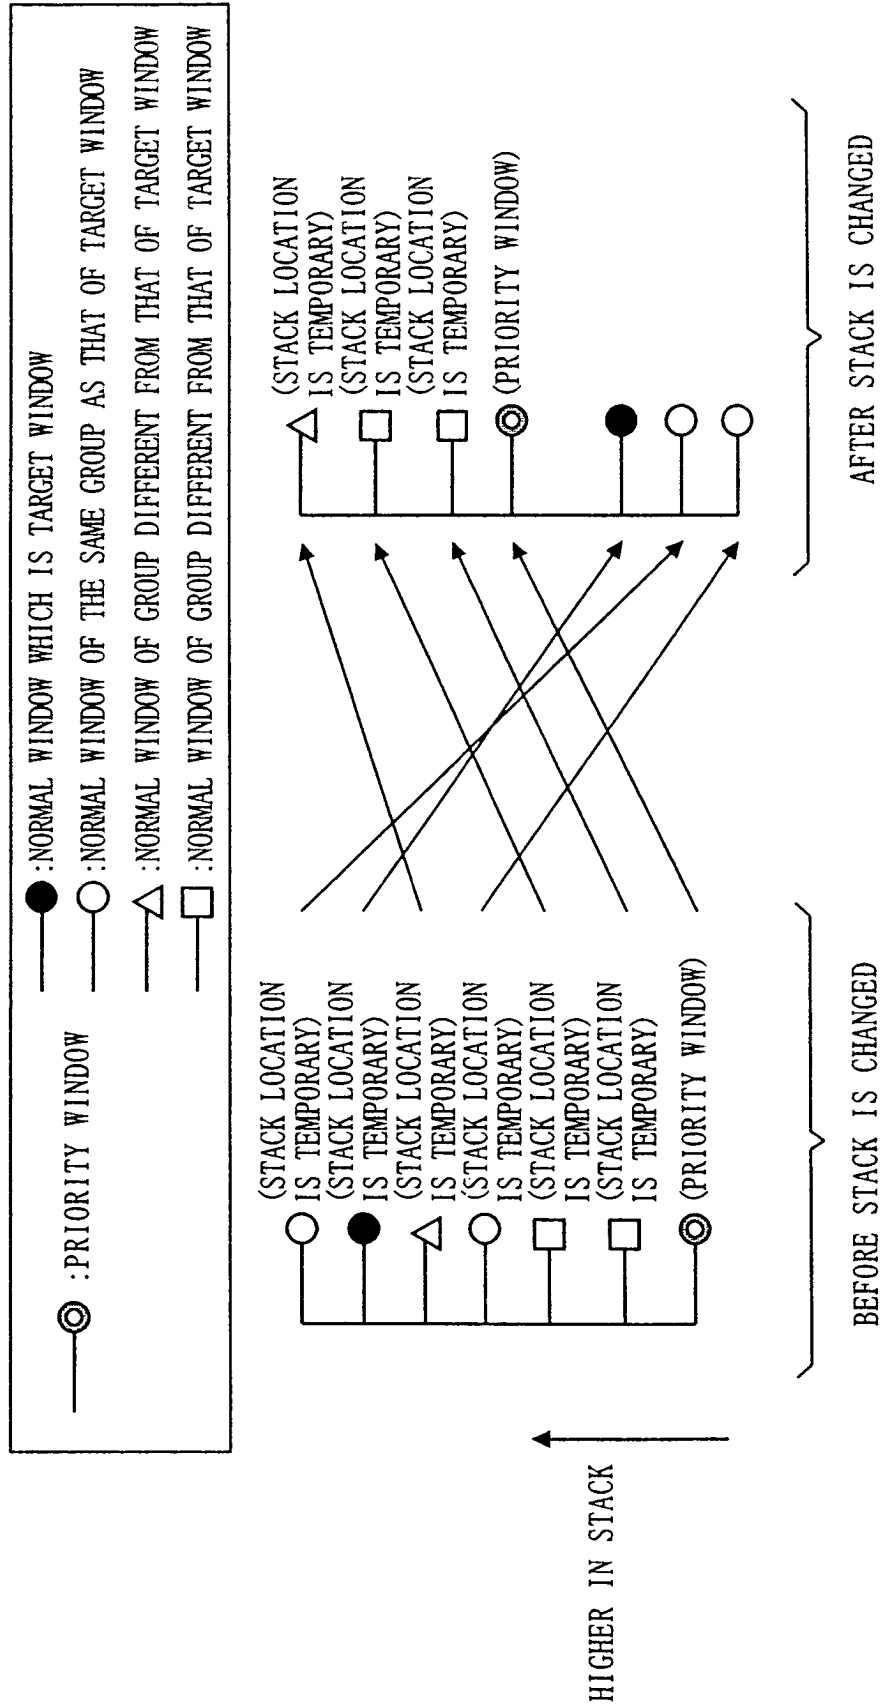 :PRIORITY WINDOW
:NORMAL WINDOW WHICH IS TARGET WINDOW
:NORMAL WINDOW OF THE SAME GROUP AS THAT OF TARGET WINDOW
:NORMAL WINDOW OF GROUP DIFFERENT FROM THAT OF TARGET WINDOW
:NORMAL WINDOW OF GROUP DIFFERENT FROM THAT OF TARGET WINDOW
HIGHER IN STACK
(STACK LOCATION
IS TEMPORARY)
(STACK LOCATION
IS TEMPORARY)
(STACK LOCATION
IS TEMPORARY)
(STACK LOCATION
IS TEMPORARY)
(STACK LOCATION
IS TEMPORARY)
(STACK LOCATION
IS TEMPORARY)
(PRIORITY WINDOW)
BEFORE STACK IS CHANGED
(STACK LOCATION
IS TEMPORARY)
(STACK LOCATION
IS TEMPORARY)
(STACK LOCATION
IS TEMPORARY)
(PRIORITY WINDOW)
AFTER STACK IS CHANGED